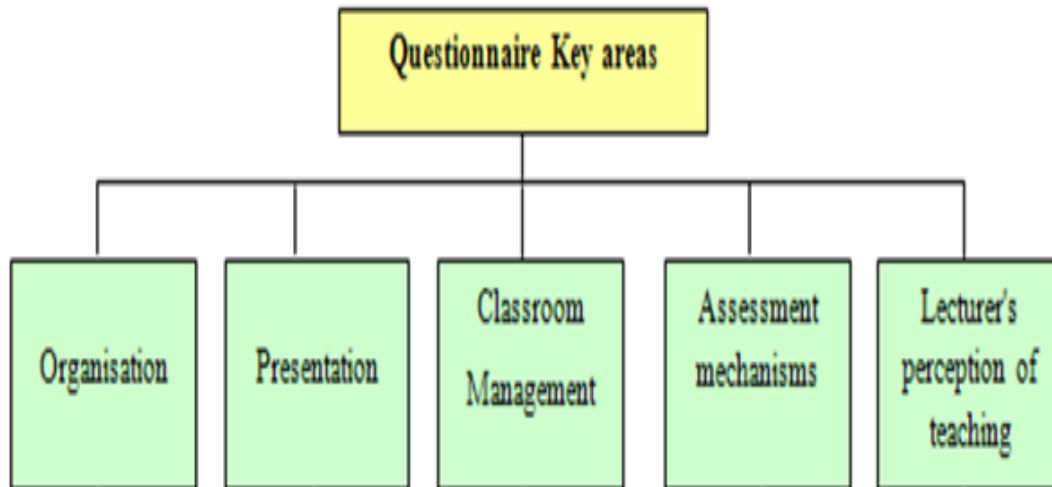 Questionnaire Key areas
Organisation
Presentation
Classroom
Management
Assessment
mechanisms
Lecturer's
perception of
teaching